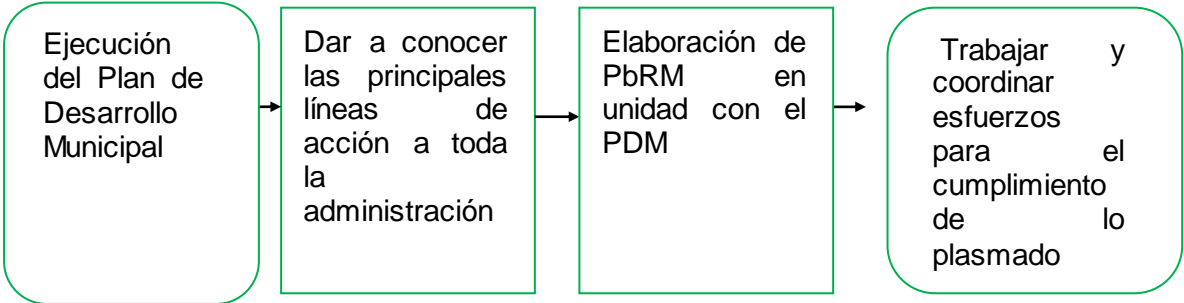 Ejecución
del Plan de
Desarrollo
Municipal
Dar a conocer
las principales
líneas de
acción a toda
la
administración
Elaboración de
PbRM en
unidad con el
PDM
Trabajar y
coordinar
esfuerzos
para el
cumplimiento
de lo
plasmado